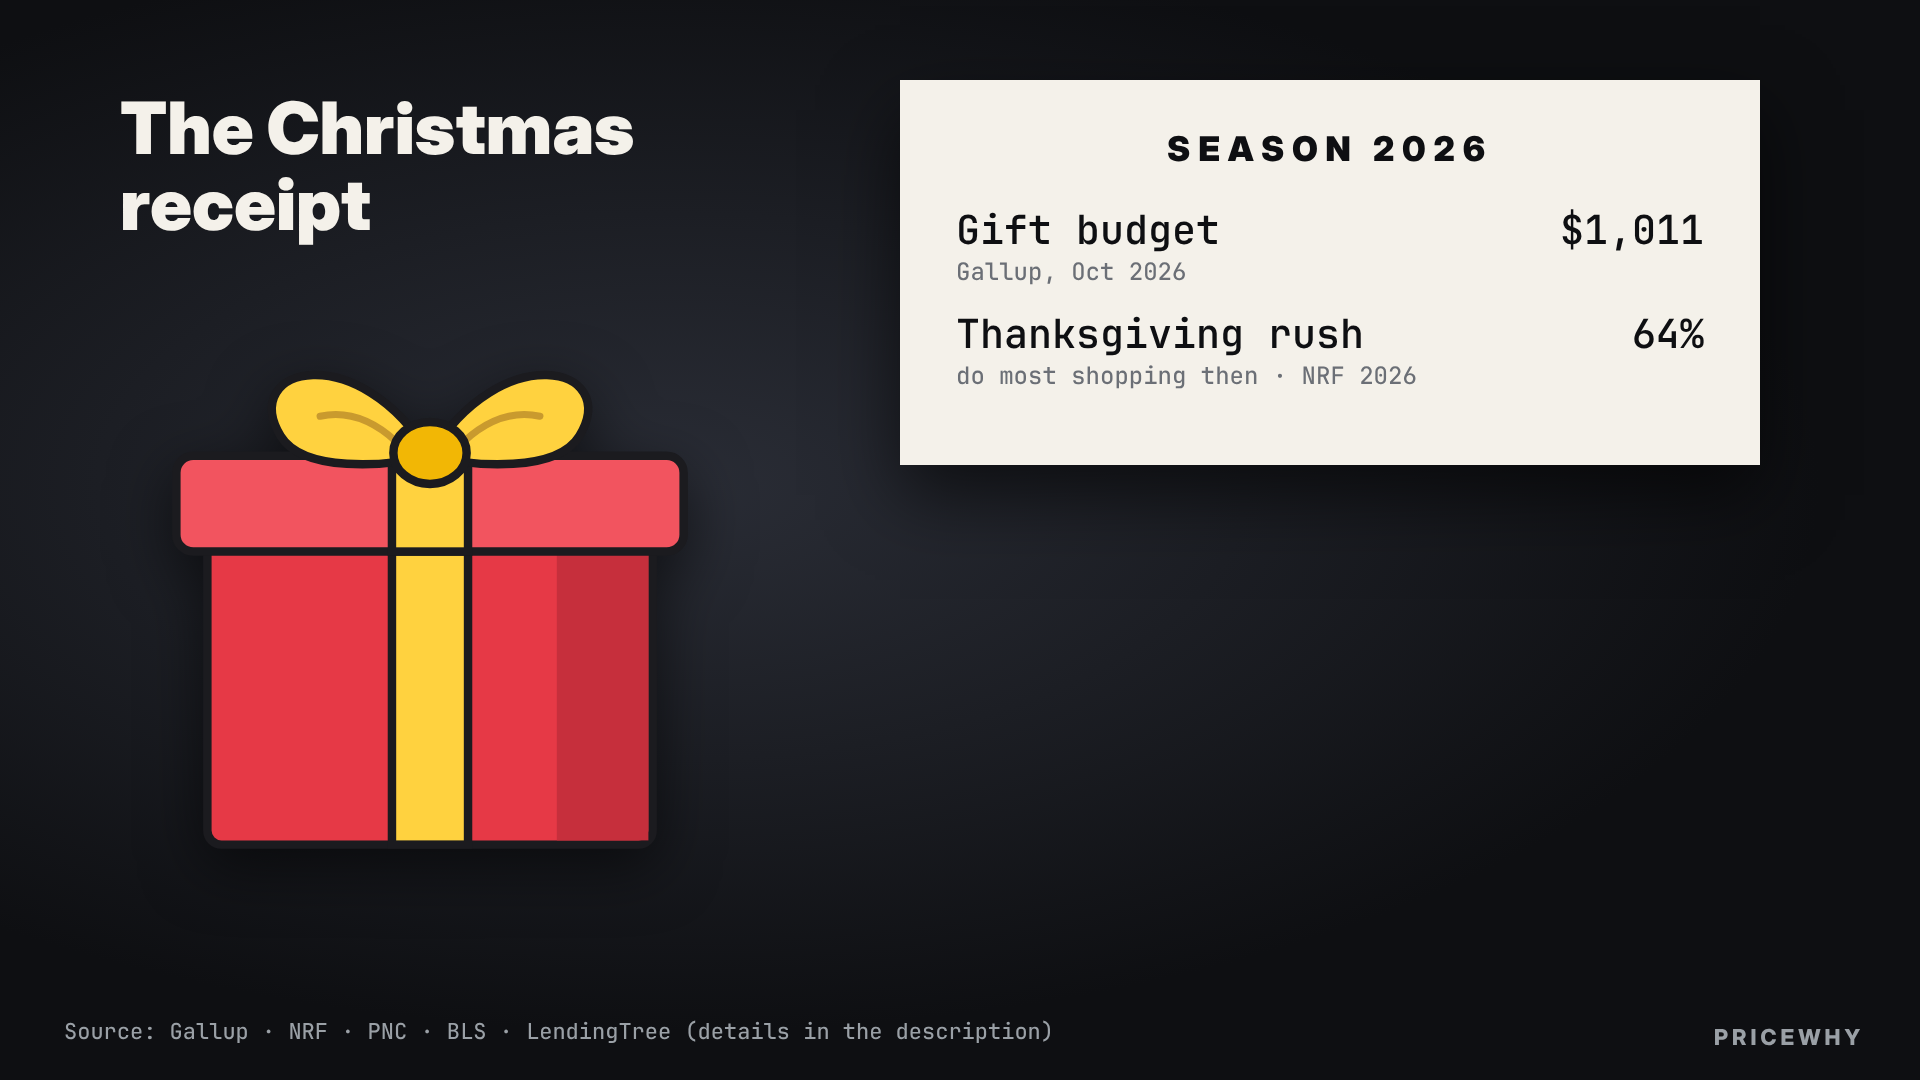 The Christmas
receipt
SEASON 2026
Gift budget $1,011
Gallup, Oct 2026
Thanksgiving rush 64%
do most shopping then · NRF 2026
Source: Gallup · NRF · PNC · BLS · LendingTree (details in the description)
PRICEWHY